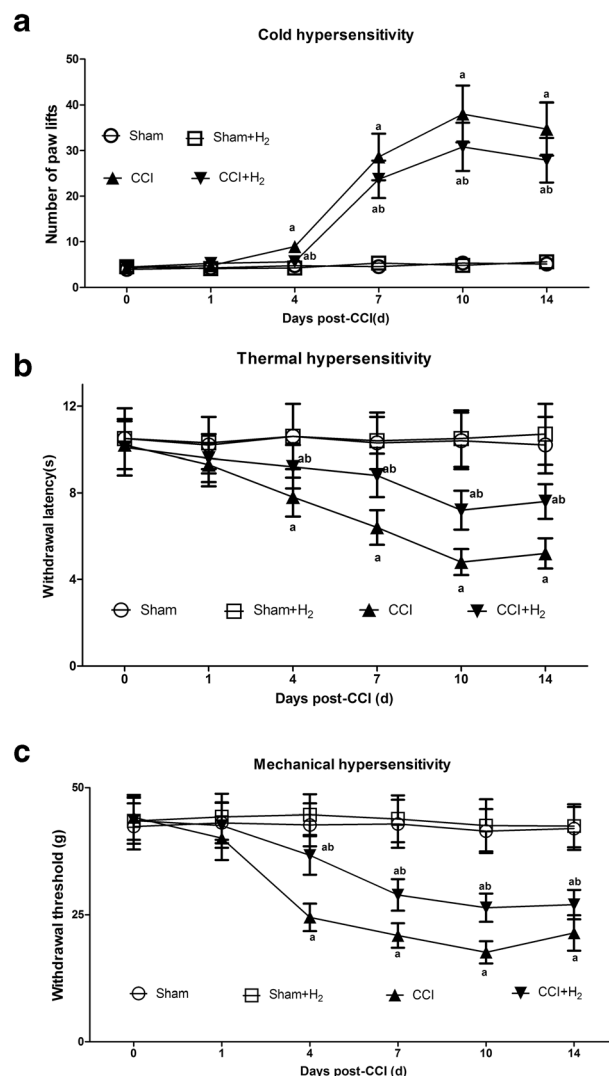 a
Cold hypersensitivity
Number of paw lifts
50
40
30
20
10
0
Sham
Sham+H₂
CCI
CCI+H₂
a
ab
a
ab
a
ab
a
ab
0 1 4 7 10 14
Days post-CCI(d)
b
Thermal hypersensitivity
Withdrawal latency(s)
12
8
4
0
ab
ab
ab
ab
a
a
a
a
Sham
Sham+H₂
CCI
CCI+H₂
0 1 4 7 10 14
Days post-CCI (d)
c
Mechanical hypersensitivity
Withdrawal threshold (g)
50
25
0
ab
ab
ab
ab
a
a
a
a
Sham
Sham+H₂
CCI
CCI+H₂
0 1 4 7 10 14
Days post-CCI (d)